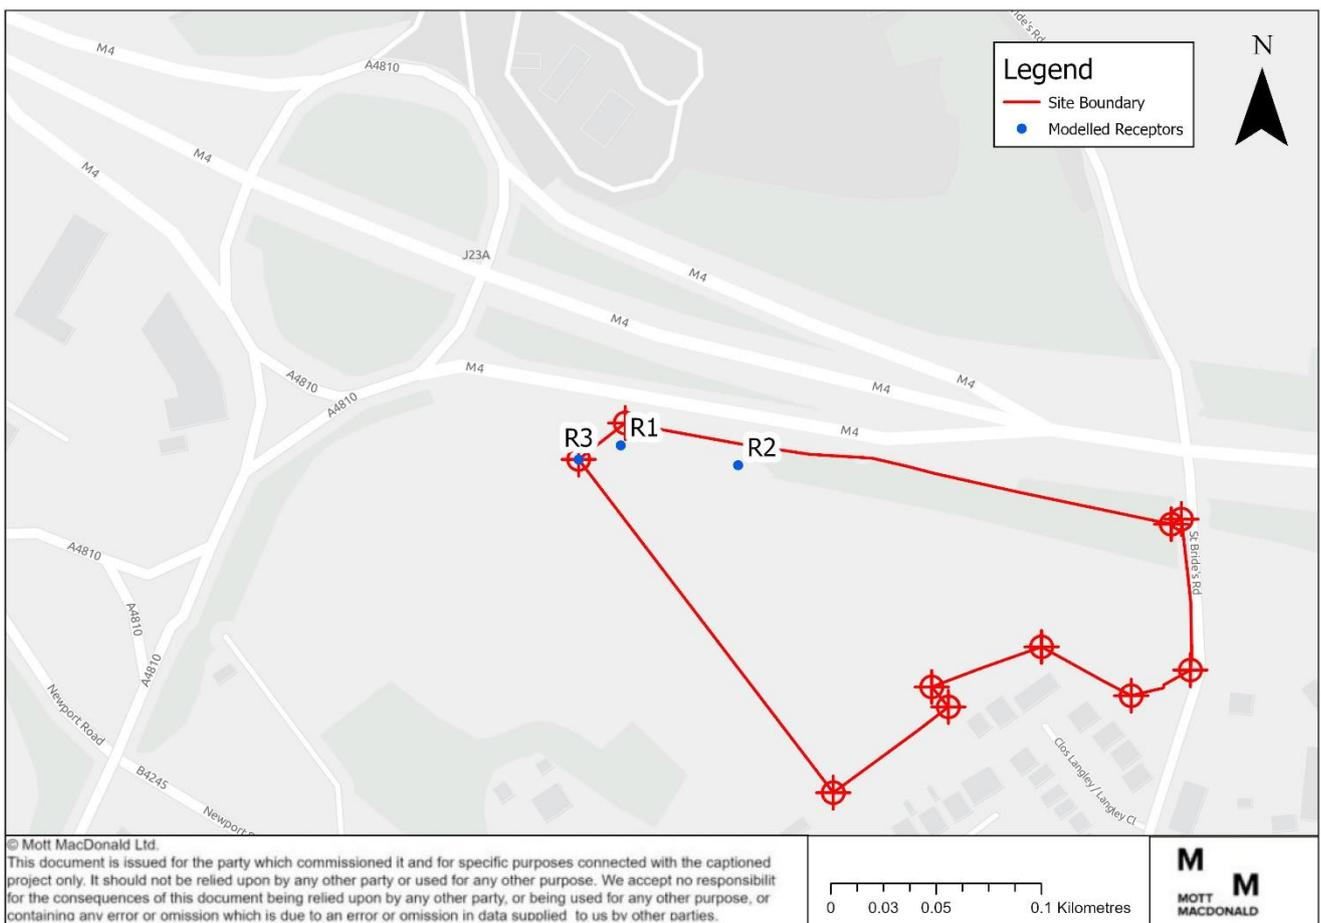 ide's Rd
M4
A4810
Legend
Site Boundary
Modelled Receptors
N
M4
M4
J23A
M4
M4
M4
M4
M4
A4810
A4810
M4
R1
R3
R2
St Bride's Rd
A4810
A4810
A4810
Newport Road
B4245
Newport
Clos Langley / Langley Cl
© Mott MacDonald Ltd.
This document is issued for the party which commissioned it and for specific purposes connected with the captioned
project only. It should not be relied upon by any other party or used for any other purpose. We accept no responsibilit
for the consequences of this document being relied upon by any other party, or being used for any other purpose, or
containing any error or omission which is due to an error or omission in data supplied to us by other parties.
0 0.03 0.05 0.1 Kilometres
M
M
MOTT
MACDONALD